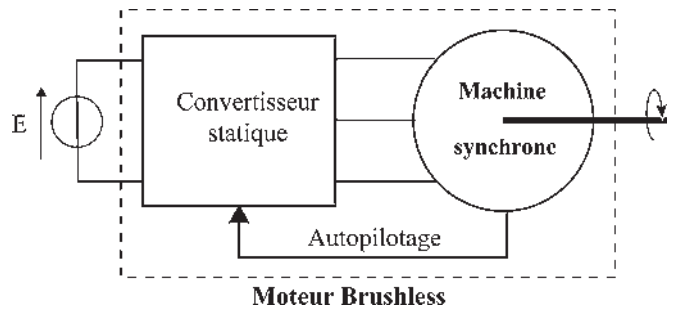 E
Convertisseur
statique
Machine
synchrone
Autopilotage
Moteur Brushless